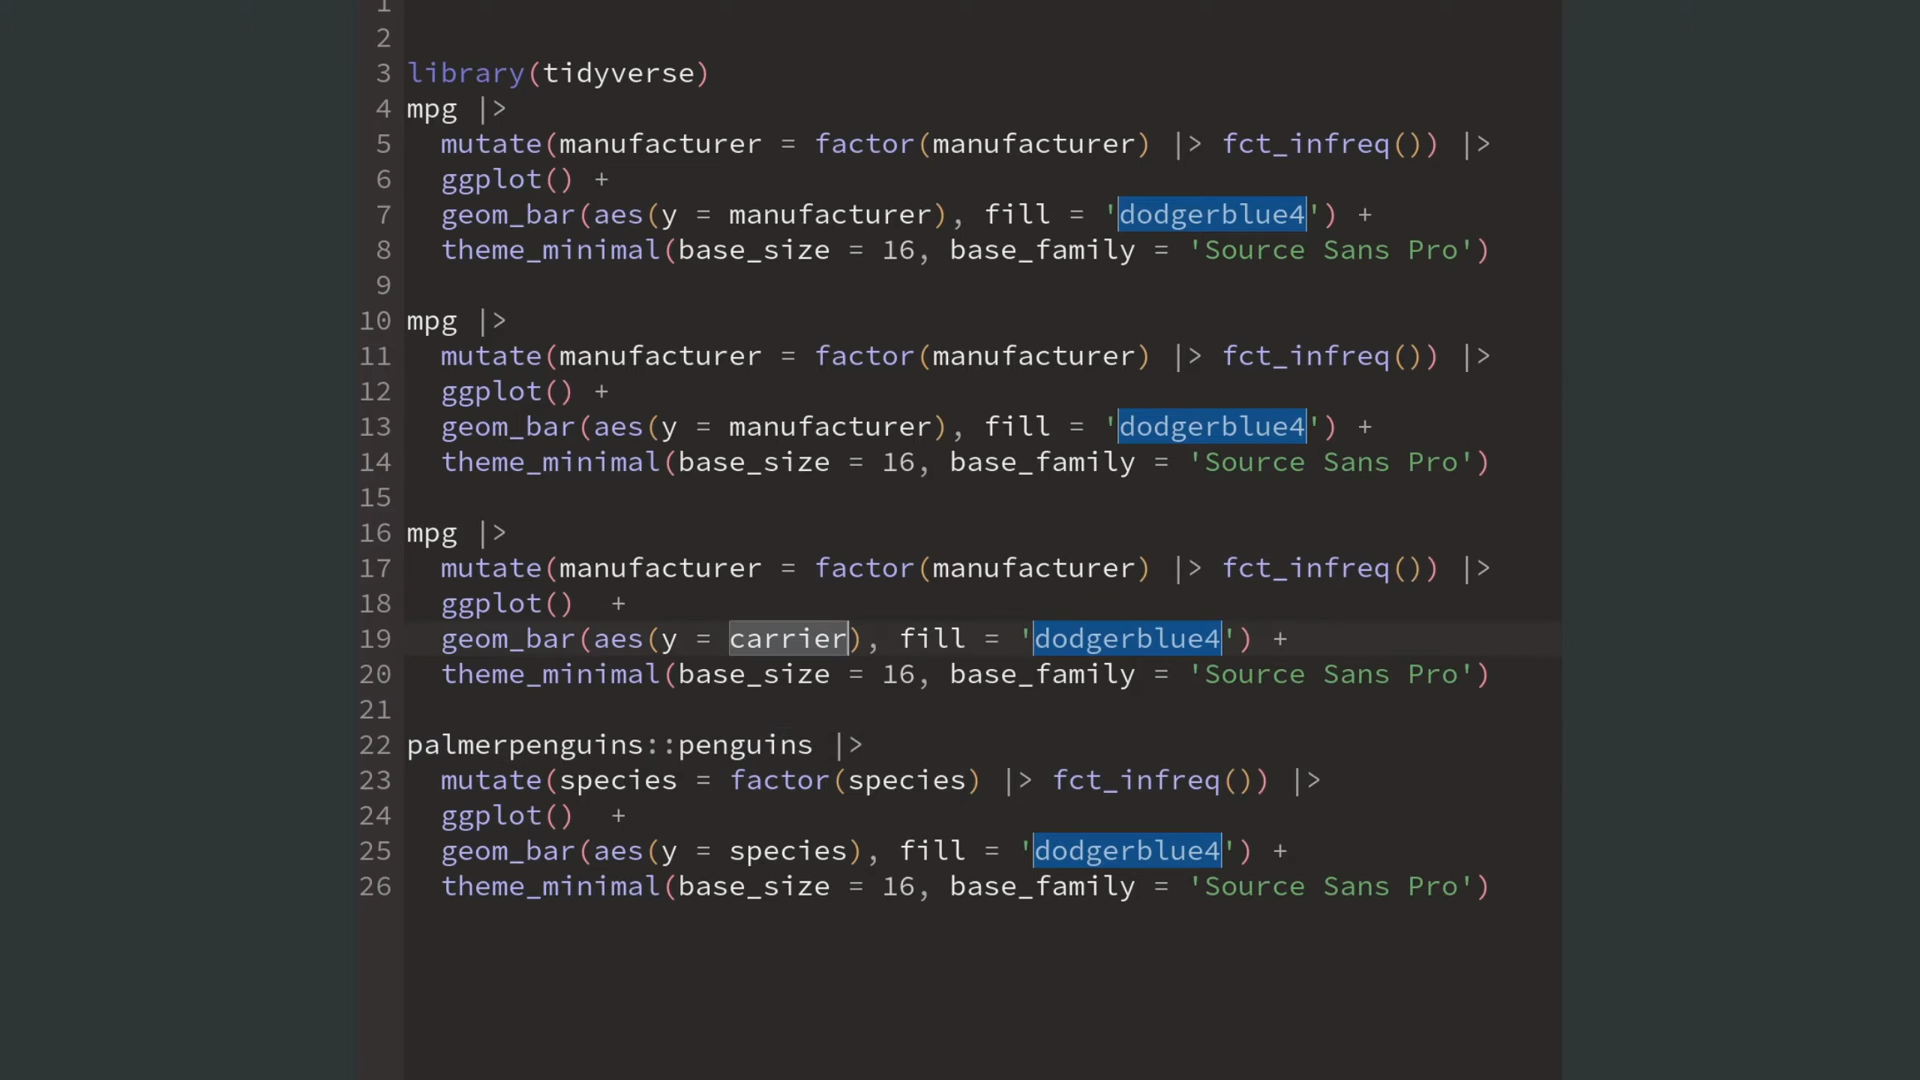 1
2
3 library(tidyverse)
4 mpg |>
5   mutate(manufacturer = factor(manufacturer) |> fct_infreq()) |>
6   ggplot() +
7   geom_bar(aes(y = manufacturer), fill = 'dodgerblue4') +
8   theme_minimal(base_size = 16, base_family = 'Source Sans Pro')
9
10 mpg |>
11   mutate(manufacturer = factor(manufacturer) |> fct_infreq()) |>
12   ggplot() +
13   geom_bar(aes(y = manufacturer), fill = 'dodgerblue4') +
14   theme_minimal(base_size = 16, base_family = 'Source Sans Pro')
15
16 mpg |>
17   mutate(manufacturer = factor(manufacturer) |> fct_infreq()) |>
18   ggplot()  +
19   geom_bar(aes(y = carrier), fill = 'dodgerblue4') +
20   theme_minimal(base_size = 16, base_family = 'Source Sans Pro')
21
22 palmerpenguins::penguins |>
23   mutate(species = factor(species) |> fct_infreq()) |>
24   ggplot()  +
25   geom_bar(aes(y = species), fill = 'dodgerblue4') +
26   theme_minimal(base_size = 16, base_family = 'Source Sans Pro')